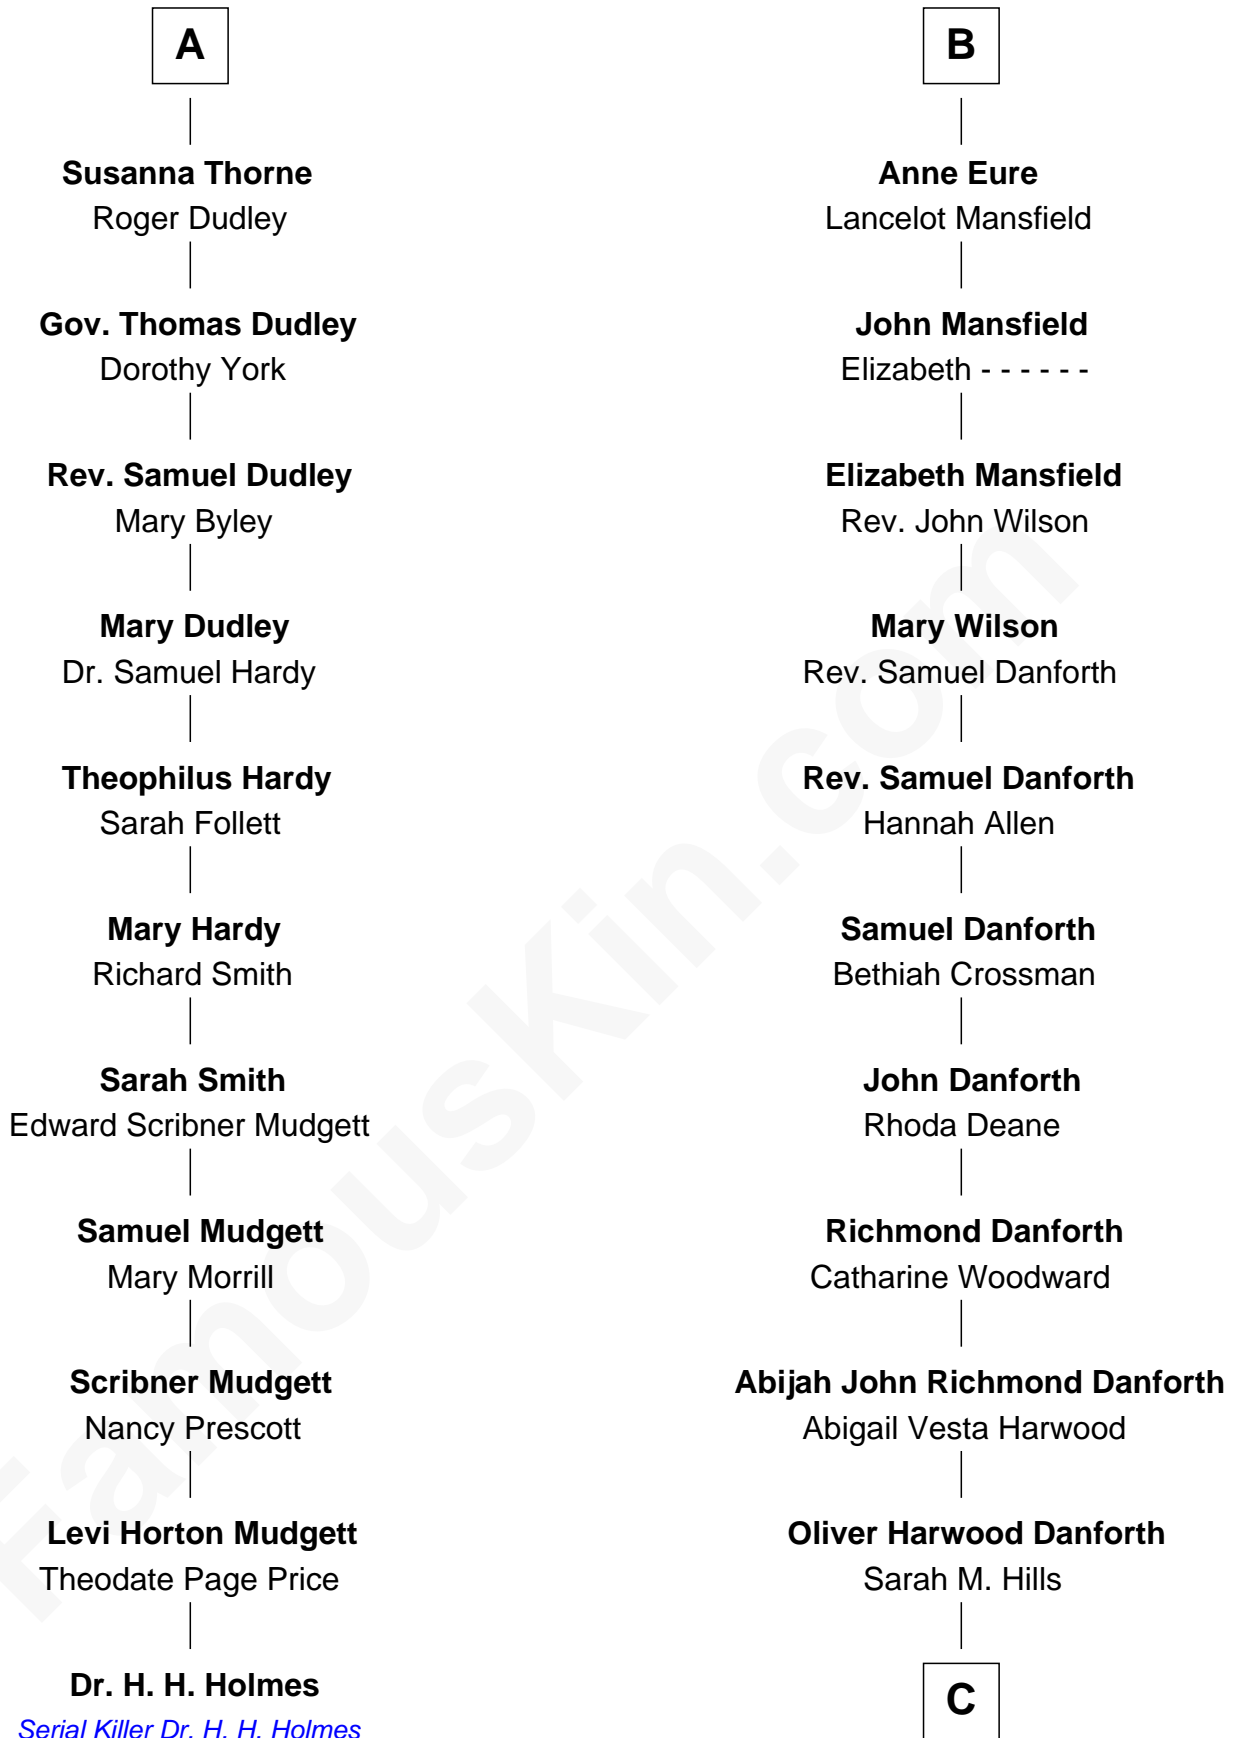 A
Susanna Thorne
Roger Dudley
Gov. Thomas Dudley
Dorothy York
Rev. Samuel Dudley
Mary Byley
Mary Dudley
Dr. Samuel Hardy
Theophilus Hardy
Sarah Follett
Mary Hardy
Richard Smith
Sarah Smith
Edward Scribner Mudgett
Samuel Mudgett
Mary Morrill
Scribner Mudgett
Nancy Prescott
Levi Horton Mudgett
Theodate Page Price
Dr. H. H. Holmes
Serial Killer Dr. H. H. Holmes
B
Anne Eure
Lancelot Mansfield
John Mansfield
Elizabeth - - - - - -
Elizabeth Mansfield
Rev. John Wilson
Mary Wilson
Rev. Samuel Danforth
Rev. Samuel Danforth
Hannah Allen
Samuel Danforth
Bethiah Crossman
John Danforth
Rhoda Deane
Richmond Danforth
Catharine Woodward
Abijah John Richmond Danforth
Abigail Vesta Harwood
Oliver Harwood Danforth
Sarah M. Hills
C
FamousKin.com